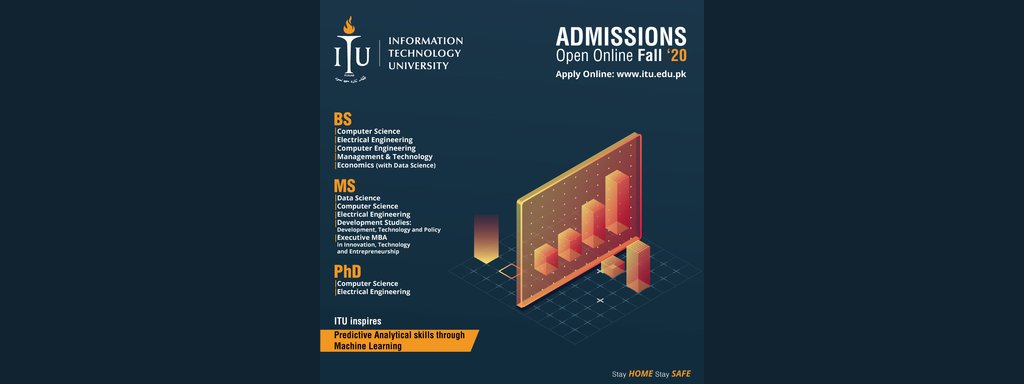 ITU
INFORMATION
TECHNOLOGY
UNIVERSITY
ADMISSIONS
Open Online Fall ‘20
Apply Online: www.itu.edu.pk
BS
|Computer Science
|Electrical Engineering
|Computer Engineering
|Management & Technology
|Economics (with Data Science)
MS
|Data Science
|Computer Science
|Electrical Engineering
|Development Studies:
Development, Technology and Policy
|Executive MBA
in Innovation, Technology
and Entrepreneurship
PhD
|Computer Science
|Electrical Engineering
ITU inspires
Predictive Analytical skills through
Machine Learning
Stay HOME Stay SAFE